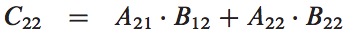 C₂₂ = A₂₁ · B₁₂ + A₂₂ · B₂₂